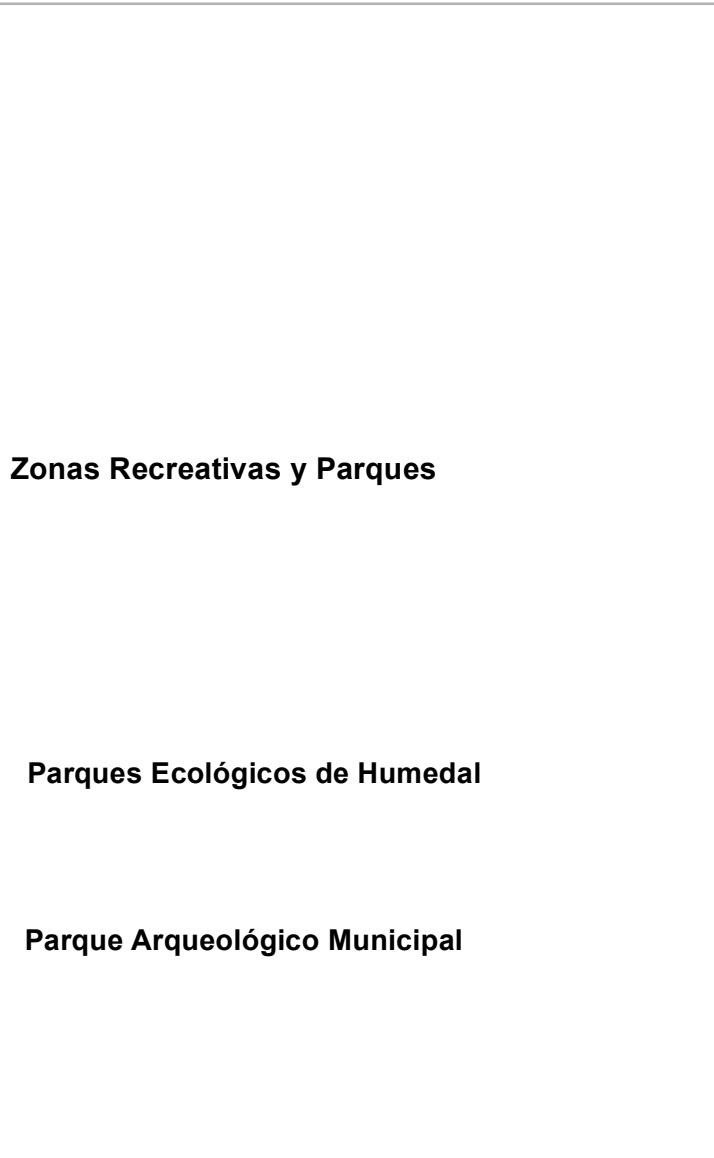 Zonas Recreativas y Parques
Parques Ecológicos de Humedal
Parque Arqueológico Municipal